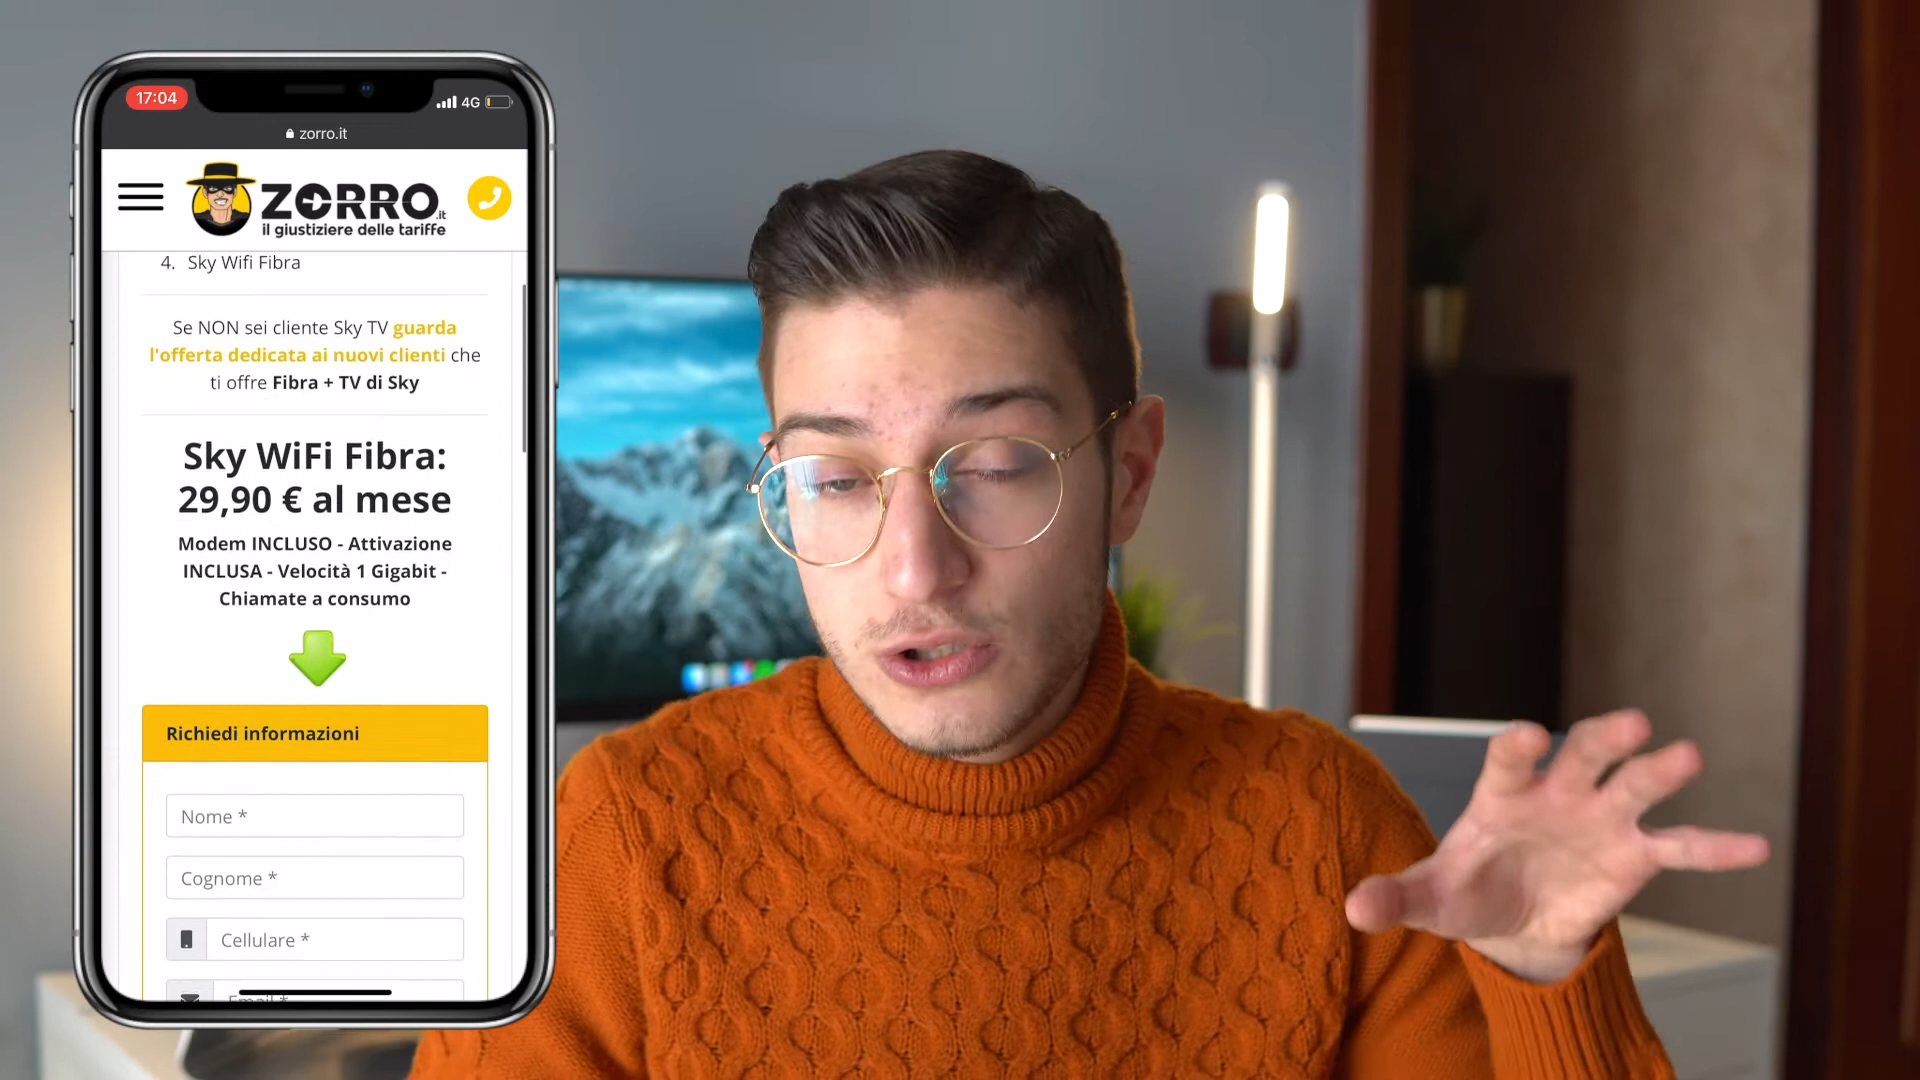 17:04
4G
zorro.it
ZORRO.it
il giustiziere delle tariffe
4. Sky Wifi Fibra
Se NON sei cliente Sky TV guarda
l'offerta dedicata ai nuovi clienti che
ti offre Fibra + TV di Sky
Sky WiFi Fibra:
29,90 € al mese
Modem INCLUSO - Attivazione
INCLUSA - Velocità 1 Gigabit -
Chiamate a consumo
Richiedi informazioni
Nome *
Cognome *
Cellulare *
Email *